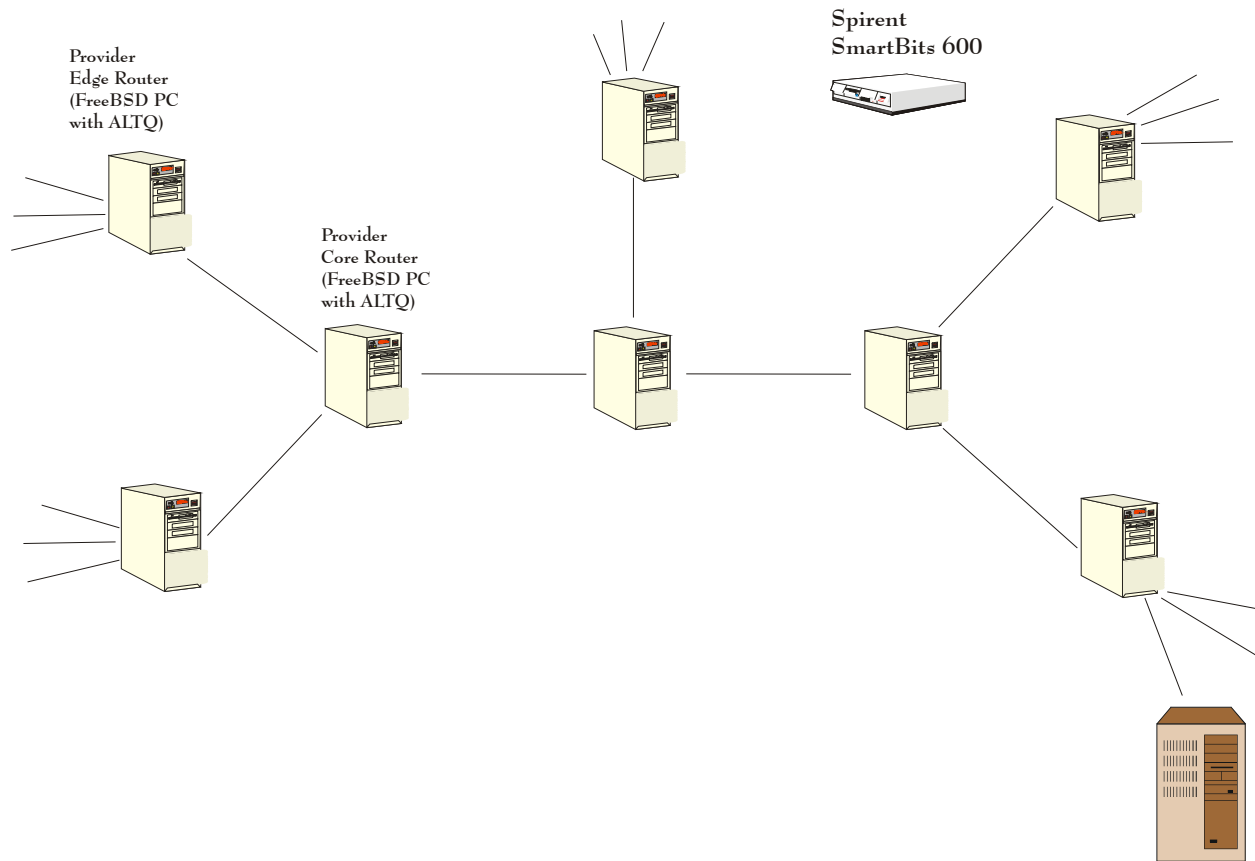 Provider
Edge Router
(FreeBSD PC
with ALTQ)
Spirent
SmartBits 600
Provider
Core Router
(FreeBSD PC
with ALTQ)